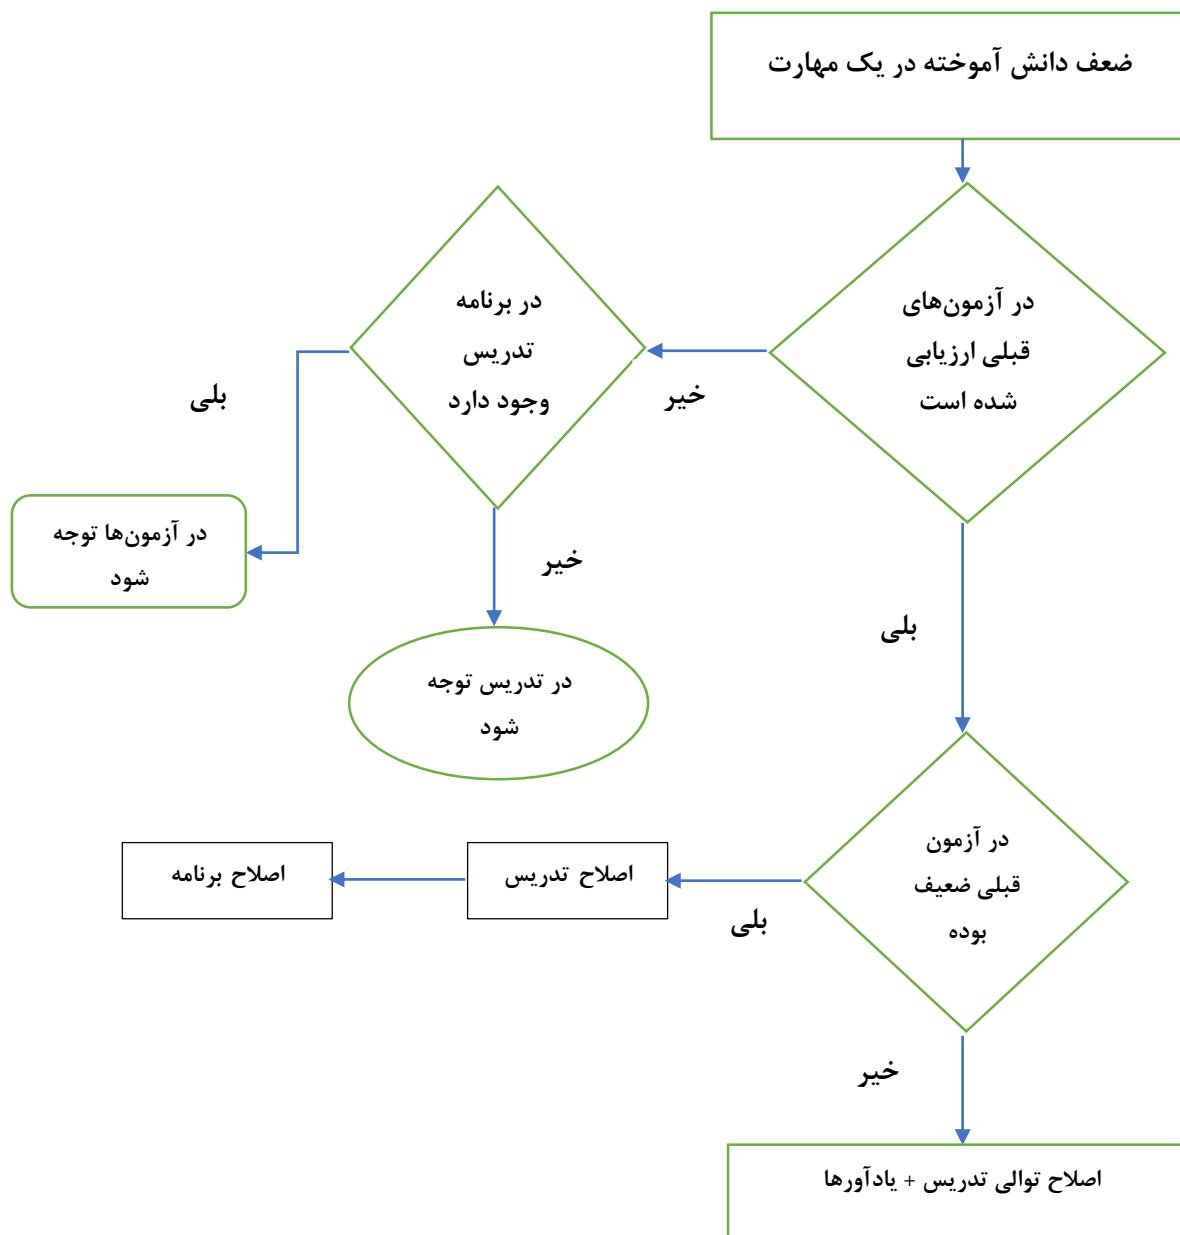 ضعف دانش آموخته در یک مهارت
در آزمون‌های
قبلی ارزیابی
شده است
خیر
در برنامه
تدریس
وجود دارد
بلی
در آزمون‌ها توجه
شود
خیر
در تدریس توجه
شود
بلی
در آزمون
قبلی ضعیف
بوده
بلی
اصلاح تدریس
اصلاح برنامه
خیر
اصلاح توالی تدریس + یادآورها